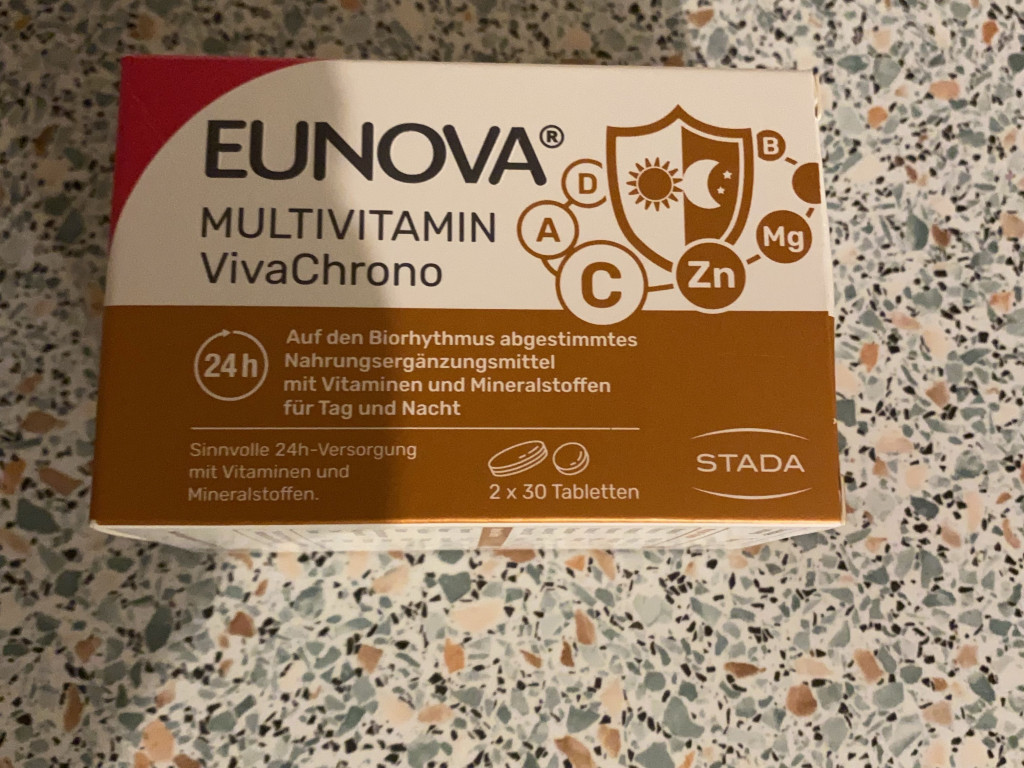 EUNOVA®
MULTIVITAMIN
VivaChrono
D
A
C
Zn
Mg
B
24 h
Auf den Biorhythmus abgestimmtes
Nahrungsergänzungsmittel
mit Vitaminen und Mineralstoffen
für Tag und Nacht
Sinnvolle 24h-Versorgung
mit Vitaminen und
Mineralstoffen.
2 x 30 Tabletten
STADA